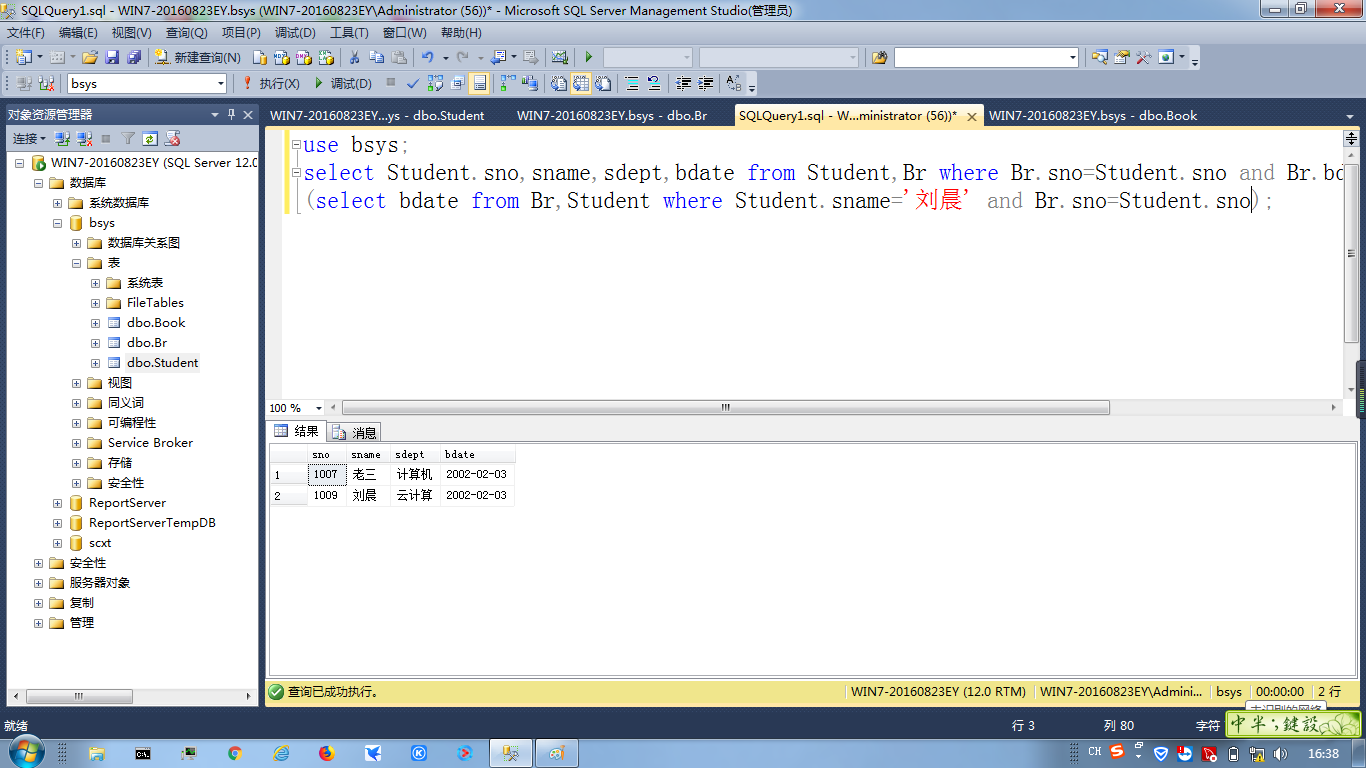 SQLQuery1.sql - WIN7-20160823EY.bsys (WIN7-20160823EY\Administrator (56))* - Microsoft SQL Server Management Studio(管理员)
文件(F) 编辑(E) 视图(V) 查询(Q) 项目(P) 调试(D) 工具(T) 窗口(W) 帮助(H)
新建查询(N)
bsys 执行(X) 调试(D)
对象资源管理器
连接
WIN7-20160823EY (SQL Server 12.0
数据库
系统数据库
bsys
数据库关系图
表
系统表
FileTables
dbo.Book
dbo.Br
dbo.Student
视图
同义词
可编程性
Service Broker
存储
安全性
ReportServer
ReportServerTempDB
scxt
安全性
服务器对象
复制
管理
WIN7-20160823EY...ys - dbo.Student WIN7-20160823EY.bsys - dbo.Br SQLQuery1.sql - W...ministrator (56))* WIN7-20160823EY.bsys - dbo.Book
use bsys;
select Student.sno,sname,sdept,bdate from Student,Br where Br.sno=Student.sno and Br.bd
(select bdate from Br,Student where Student.sname='刘晨' and Br.sno=Student.sno);
100 %
结果 消息
sno sname sdept bdate
1 1007 老三 计算机 2002-02-03
2 1009 刘晨 云计算 2002-02-03
查询已成功执行。 WIN7-20160823EY (12.0 RTM) WIN7-20160823EY\Admini... bsys 00:00:00 2 行
就绪 行 3 列 80 字符
中半;鍵設
CH 16:38